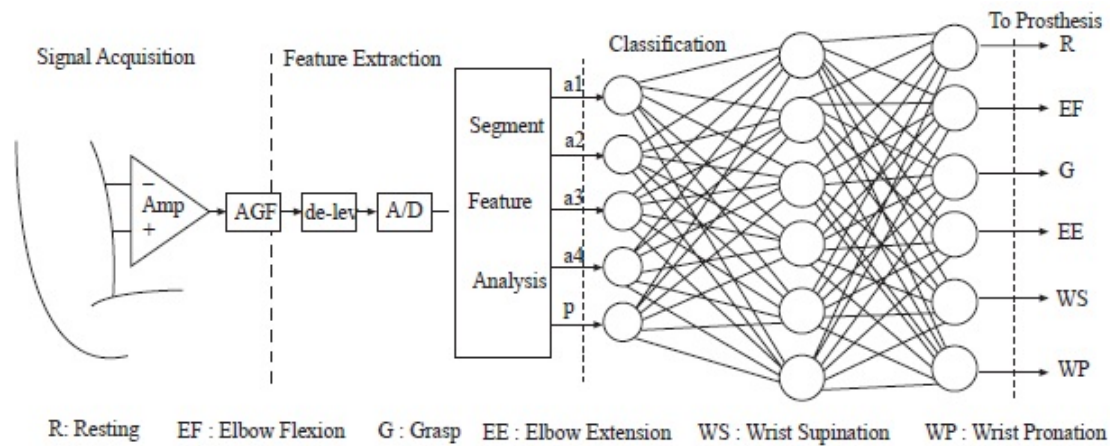 To Prosthesis
Signal Acquisition
Feature Extraction
Classification
R
a1
Segment
EF
a2
− Amp +
AGF
de-lev
A/D
Feature
a3
G
EE
a4
Analysis
WS
p
WP
R: Resting EF : Elbow Flexion G : Grasp EE : Elbow Extension WS : Wrist Supination WP : Wrist Pronation